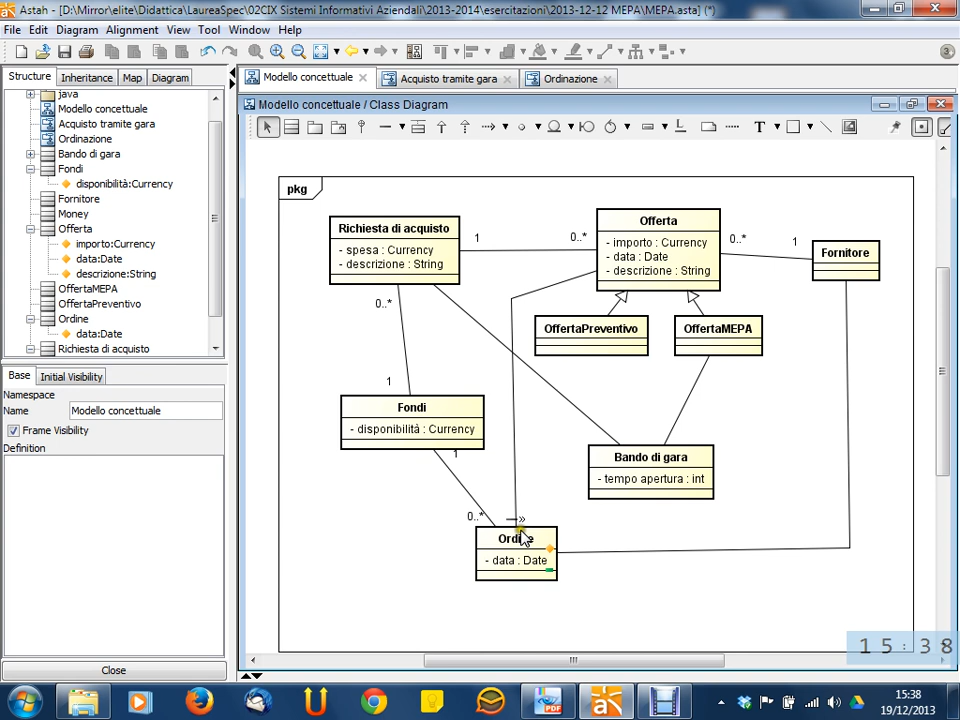 Astah - [D:\Mirror\elite\Didattica\LaureaSpec\02CIX Sistemi Informativi Aziendali\2013-2014\esercitazioni\2013-12-12 MEPA\MEPA.asta] (*)
File Edit Diagram Alignment View Tool Window Help
Structure Inheritance Map Diagram
Modello concettuale Acquisto tramite gara Ordinazione
java
Modello concettuale
Acquisto tramite gara
Ordinazione
Bando di gara
Fondi
disponibilità:Currency
Fornitore
Money
Offerta
importo:Currency
data:Date
descrizione:String
OffertaMEPA
OffertaPreventivo
Ordine
data:Date
Richiesta di acquisto
Base Initial Visibility
Namespace
Name Modello concettuale
Frame Visibility
Definition
Close
Modello concettuale / Class Diagram
T
pkg
Richiesta di acquisto
- spesa : Currency
- descrizione : String
1 0..*
Offerta
- importo : Currency
- data : Date
- descrizione : String
0..* 1
Fornitore
OffertaPreventivo
OffertaMEPA
0..*
1
Fondi
- disponibilità : Currency
1
0..*
Bando di gara
- tempo apertura : int
Ordine
- data : Date
15:38
15:38
19/12/2013